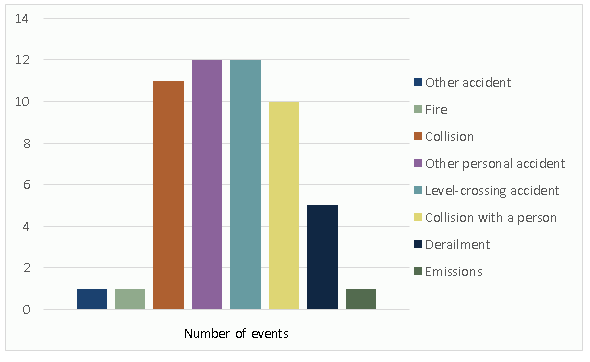 14
12
10
8
6
4
2
0
Number of events
Other accident
Fire
Collision
Other personal accident
Level-crossing accident
Collision with a person
Derailment
Emissions